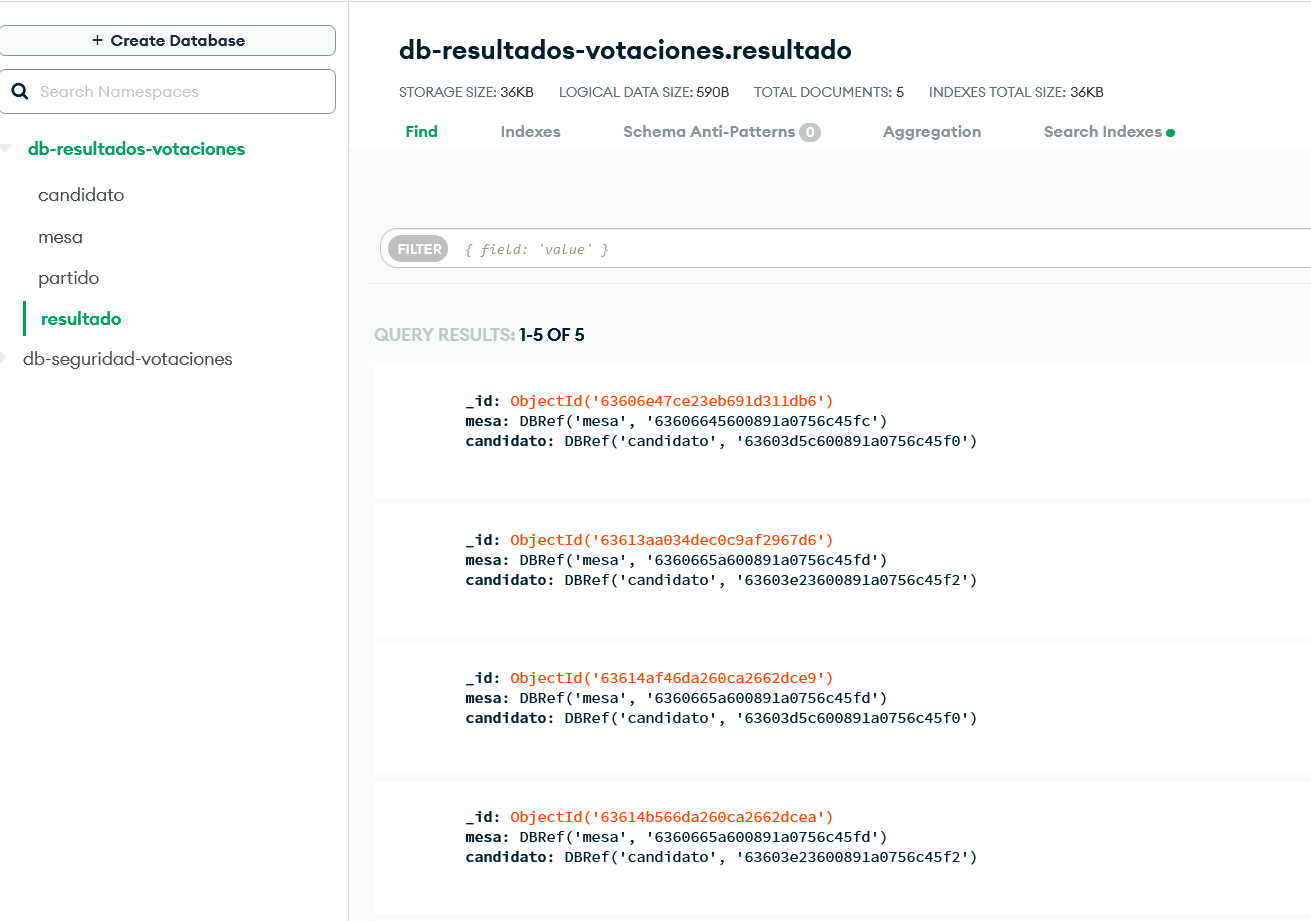 + Create Database
Search Namespaces
db-resultados-votaciones
candidato
mesa
partido
resultado
db-seguridad-votaciones
db-resultados-votaciones.resultado
STORAGE SIZE: 36KB LOGICAL DATA SIZE: 590B TOTAL DOCUMENTS: 5 INDEXES TOTAL SIZE: 36KB
Find Indexes Schema Anti-Patterns 0 Aggregation Search Indexes
FILTER { field: 'value' }
QUERY RESULTS: 1-5 OF 5
_id: ObjectId('63606e47ce23eb691d311db6')
mesa: DBRef('mesa', '63606645600891a0756c45fc')
candidato: DBRef('candidato', '63603d5c600891a0756c45f0')
_id: ObjectId('63613aa034dec0c9af2967d6')
mesa: DBRef('mesa', '6360665a600891a0756c45fd')
candidato: DBRef('candidato', '63603e23600891a0756c45f2')
_id: ObjectId('63614af46da260ca2662dce9')
mesa: DBRef('mesa', '6360665a600891a0756c45fd')
candidato: DBRef('candidato', '63603d5c600891a0756c45f0')
_id: ObjectId('63614b566da260ca2662dcea')
mesa: DBRef('mesa', '6360665a600891a0756c45fd')
candidato: DBRef('candidato', '63603e23600891a0756c45f2')